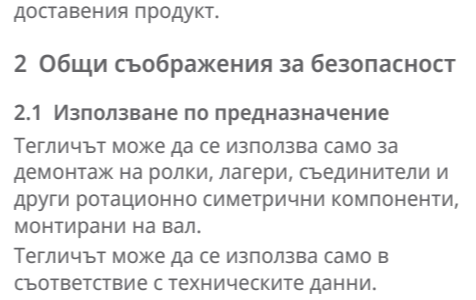 доставения продукт.
2 Общи съображения за безопасност
2.1 Използване по предназначение
Тегличът може да се използва само за
демонтаж на ролки, лагери, съединители и
други ротационно симетрични компоненти,
монтирани на вал.
Тегличът може да се използва само в
съответствие с техническите данни.